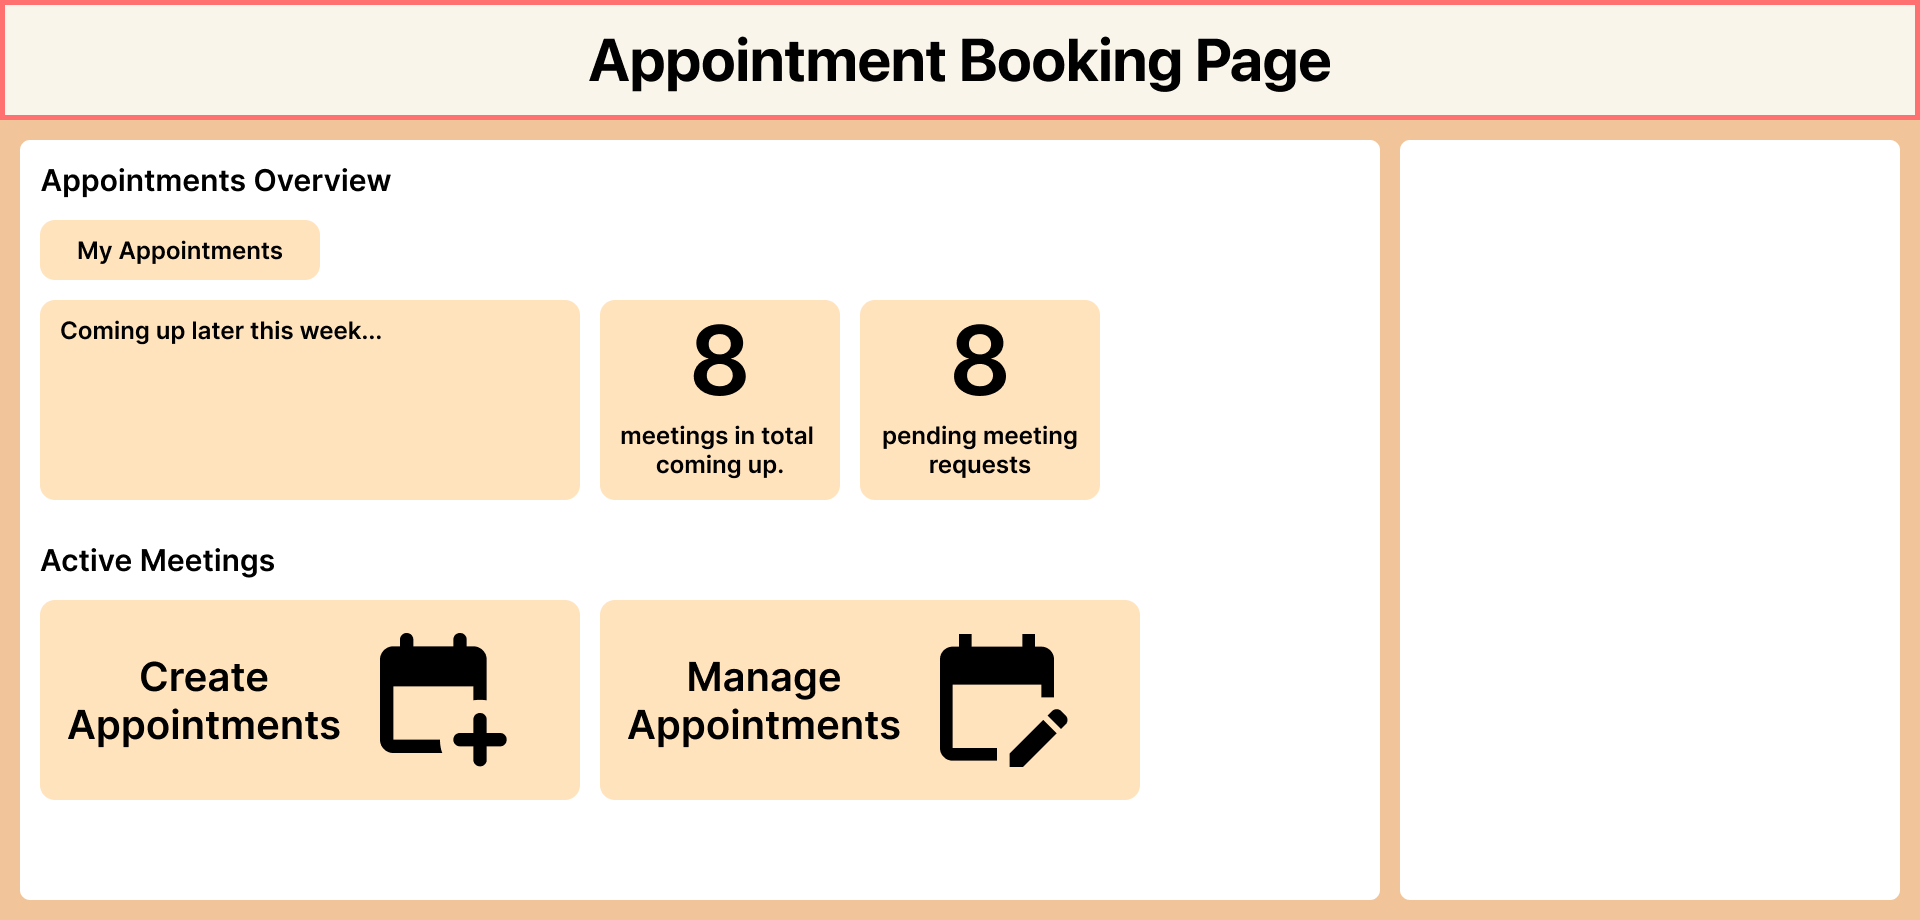 Appointment Booking Page
Appointments Overview
My Appointments
Coming up later this week...
8
meetings in total
coming up.
8
pending meeting
requests
Active Meetings
Create
Appointments
Manage
Appointments